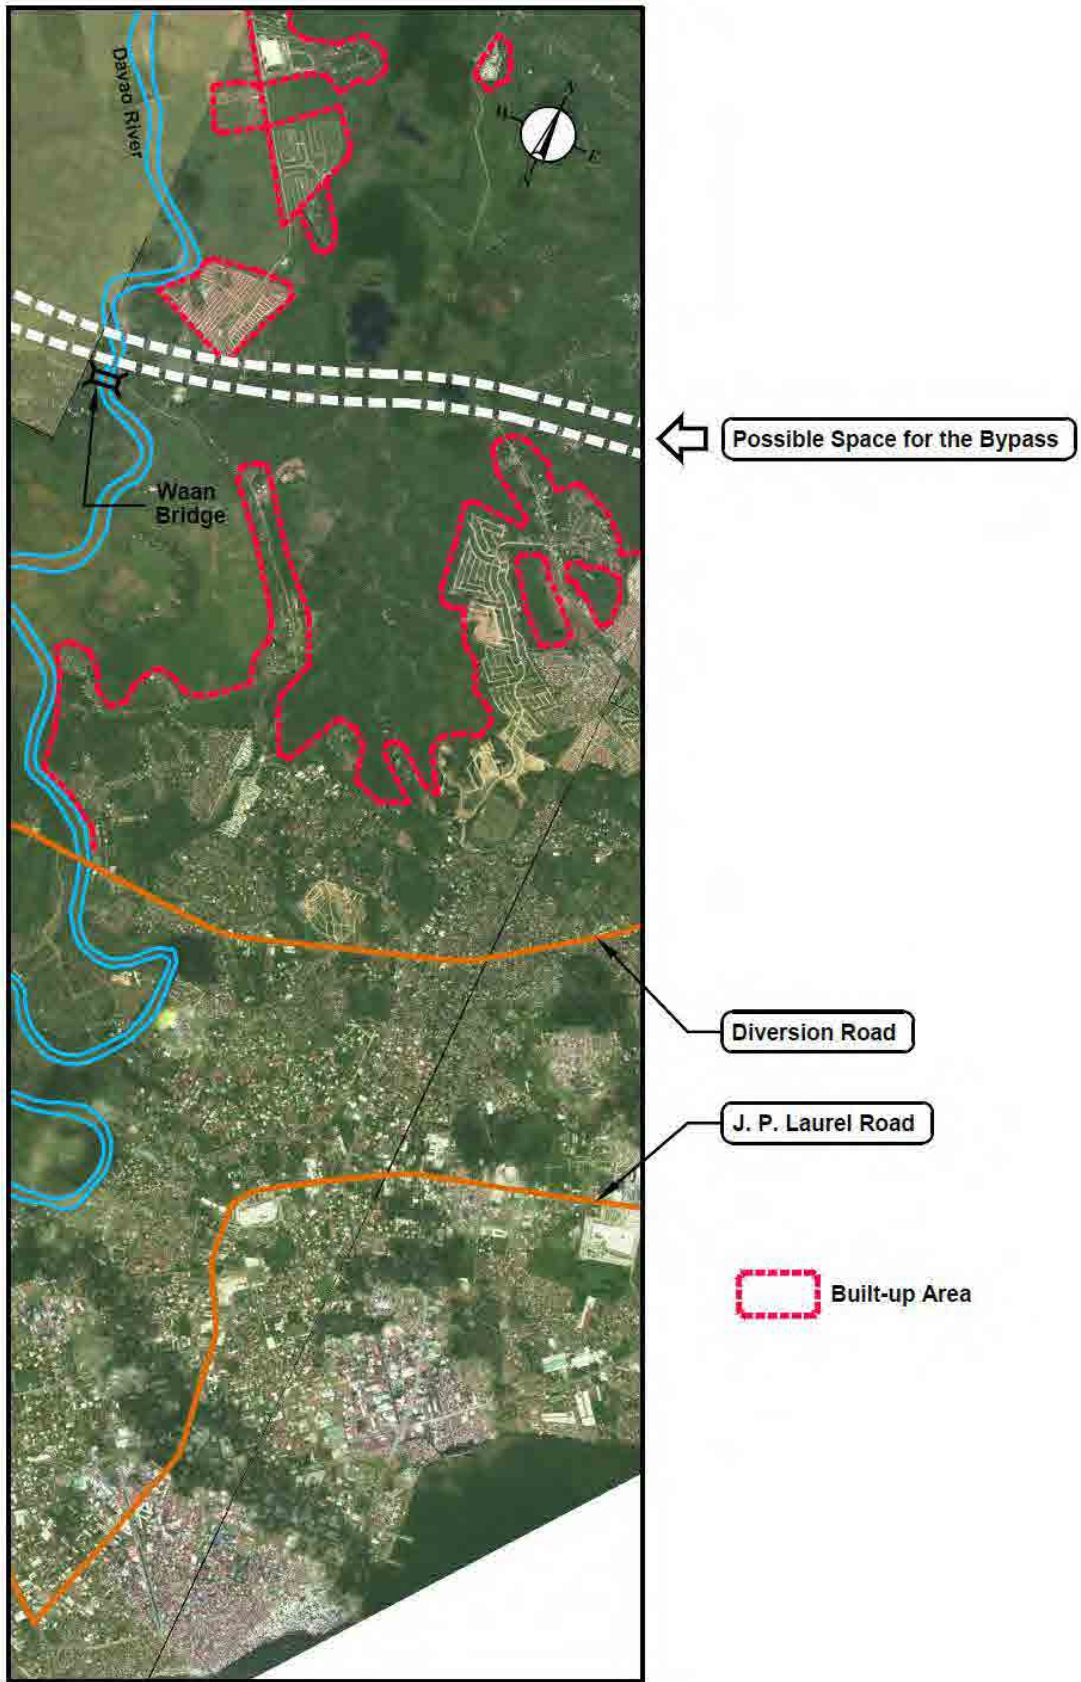 Davao River
N
W
E
Possible Space for the Bypass
Waan
Bridge
Diversion Road
J. P. Laurel Road
Built-up Area